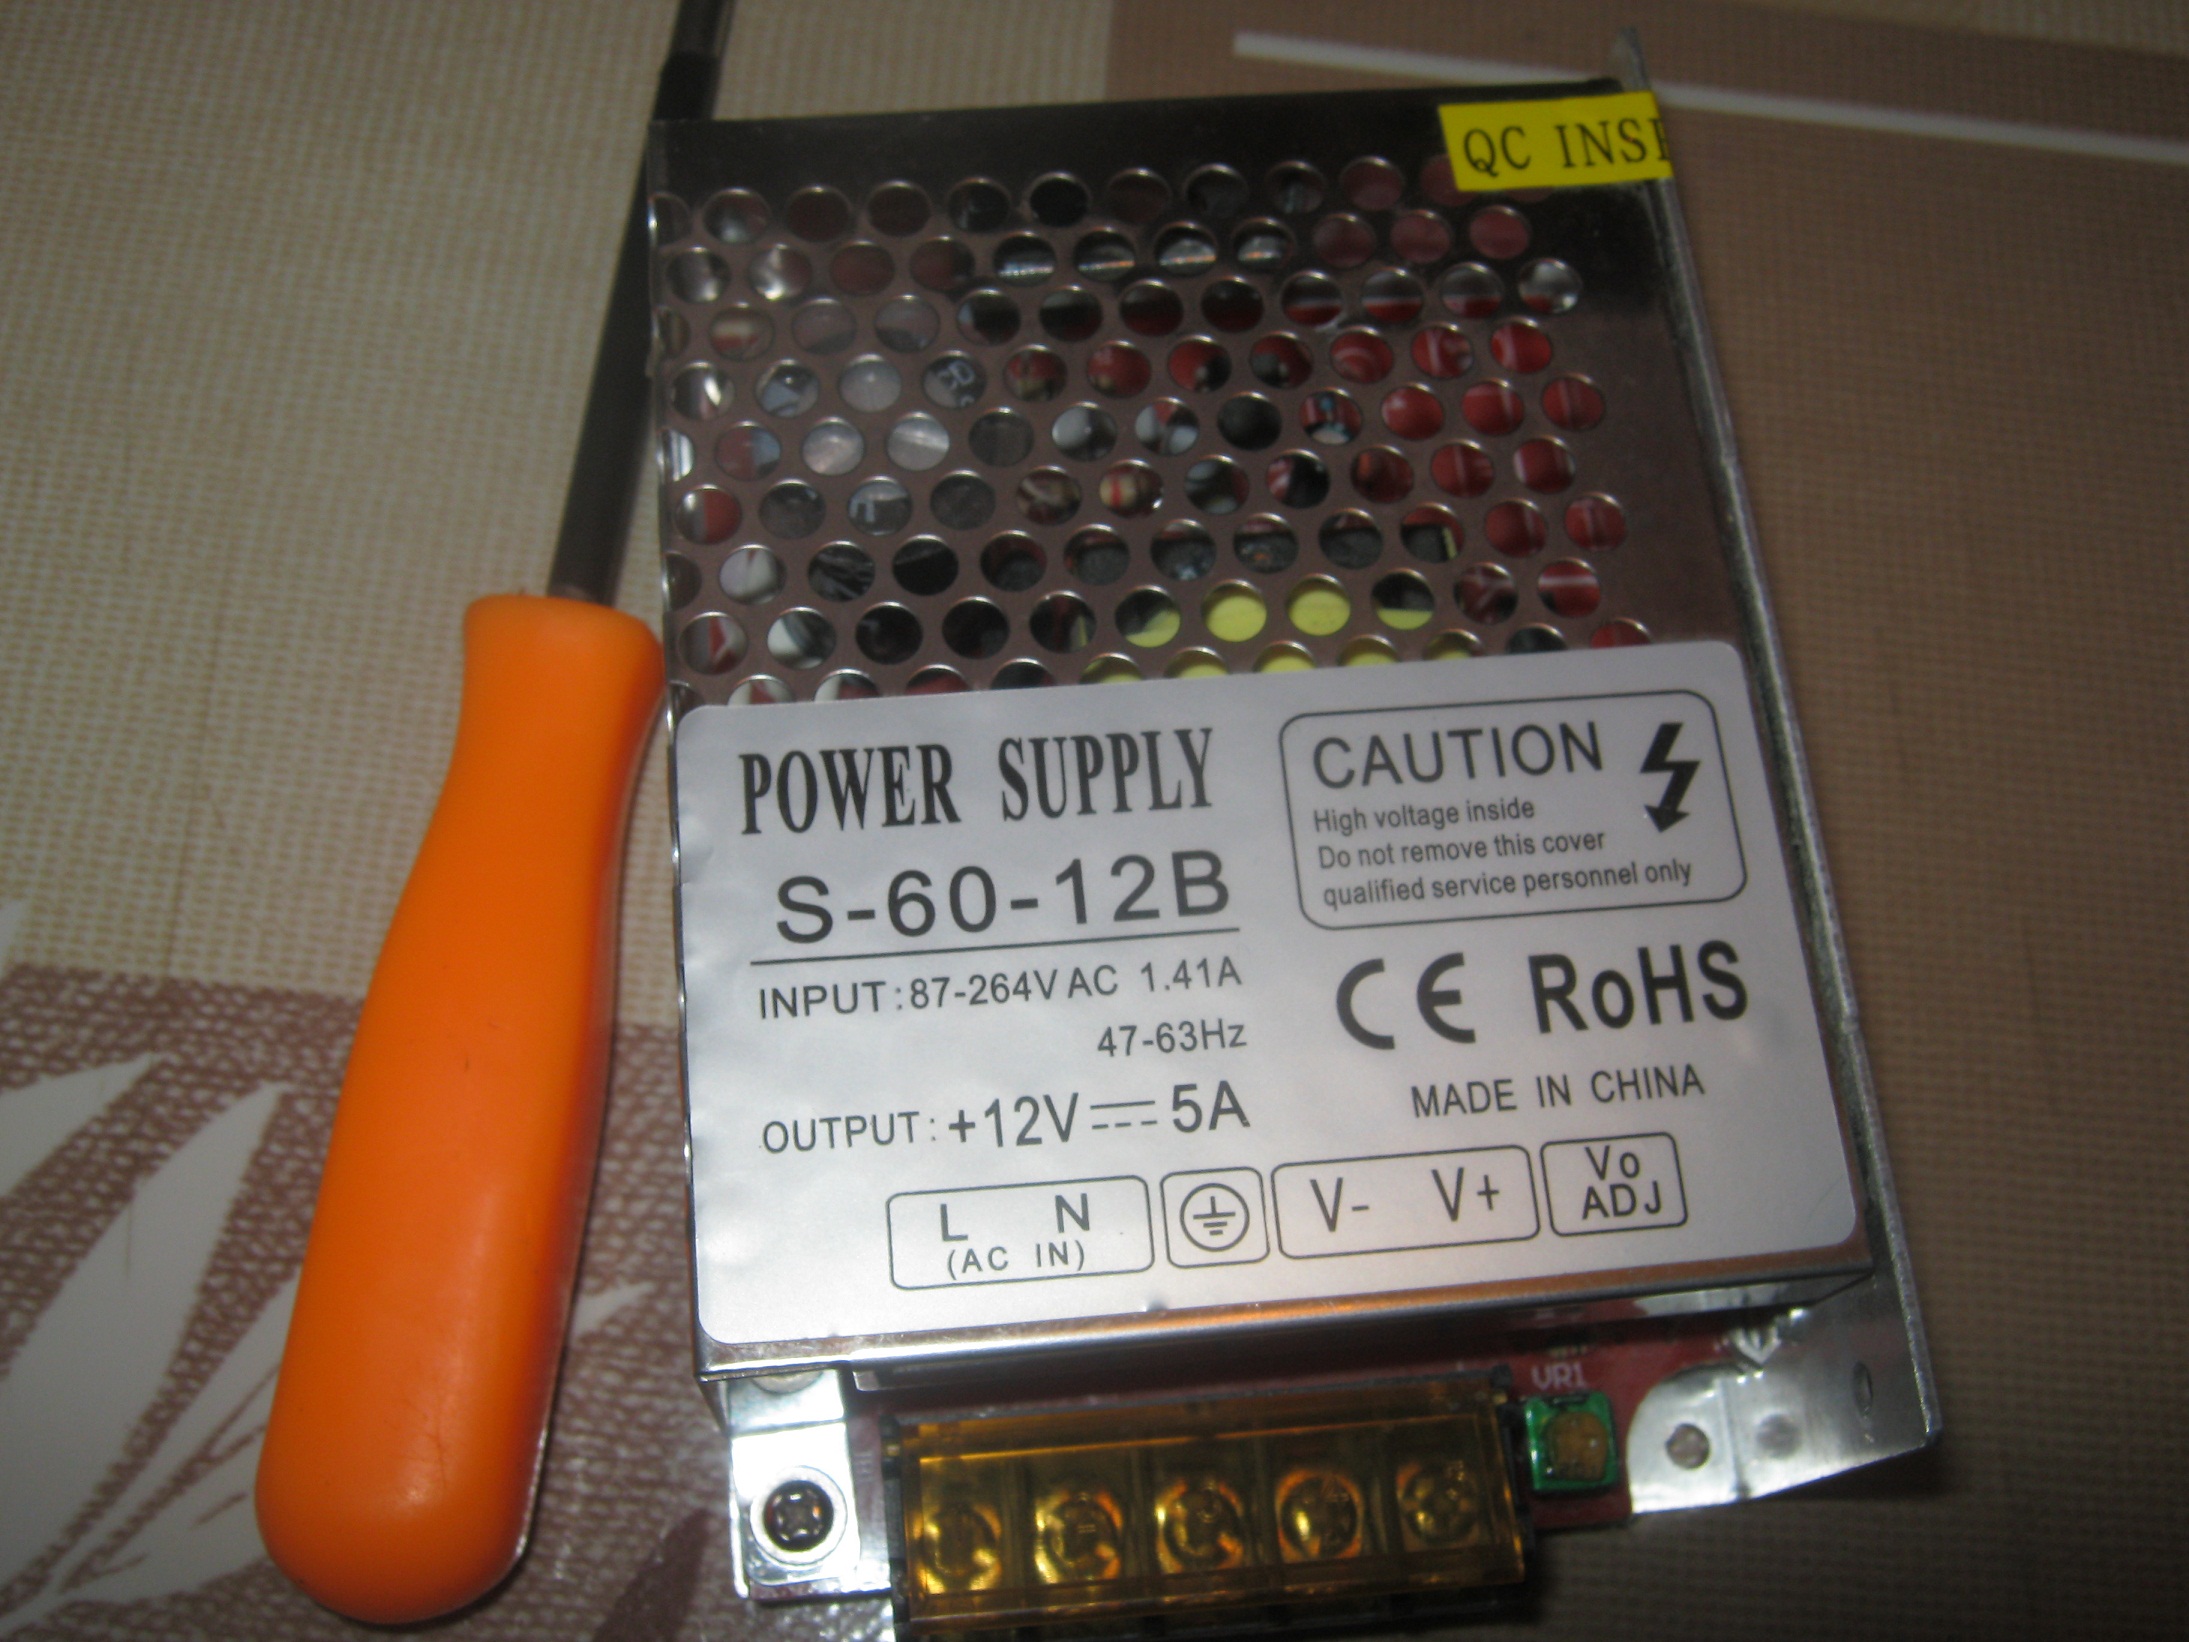 QC INSP
POWER SUPPLY
S-60-12B
INPUT:87-264V AC 1.41A
47-63Hz
OUTPUT: +12V⎓5A
L N
(AC IN)
V- V+
Vo
ADJ
CAUTION
High voltage inside
Do not remove this cover
qualified service personnel only
CE RoHS
MADE IN CHINA
VR1